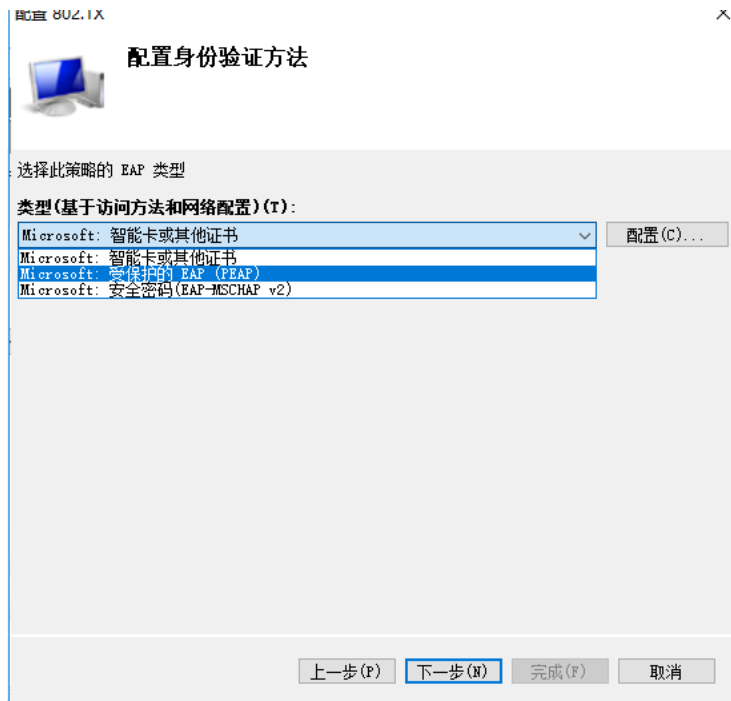 配置 802.1X
配置身份验证方法
选择此策略的 EAP 类型
类型(基于访问方法和网络配置)(T):
Microsoft: 智能卡或其他证书
配置(C)...
Microsoft: 智能卡或其他证书
Microsoft: 受保护的 EAP (PEAP)
Microsoft: 安全密码(EAP-MSCHAP v2)
上一步(P) 下一步(N) 完成(F) 取消